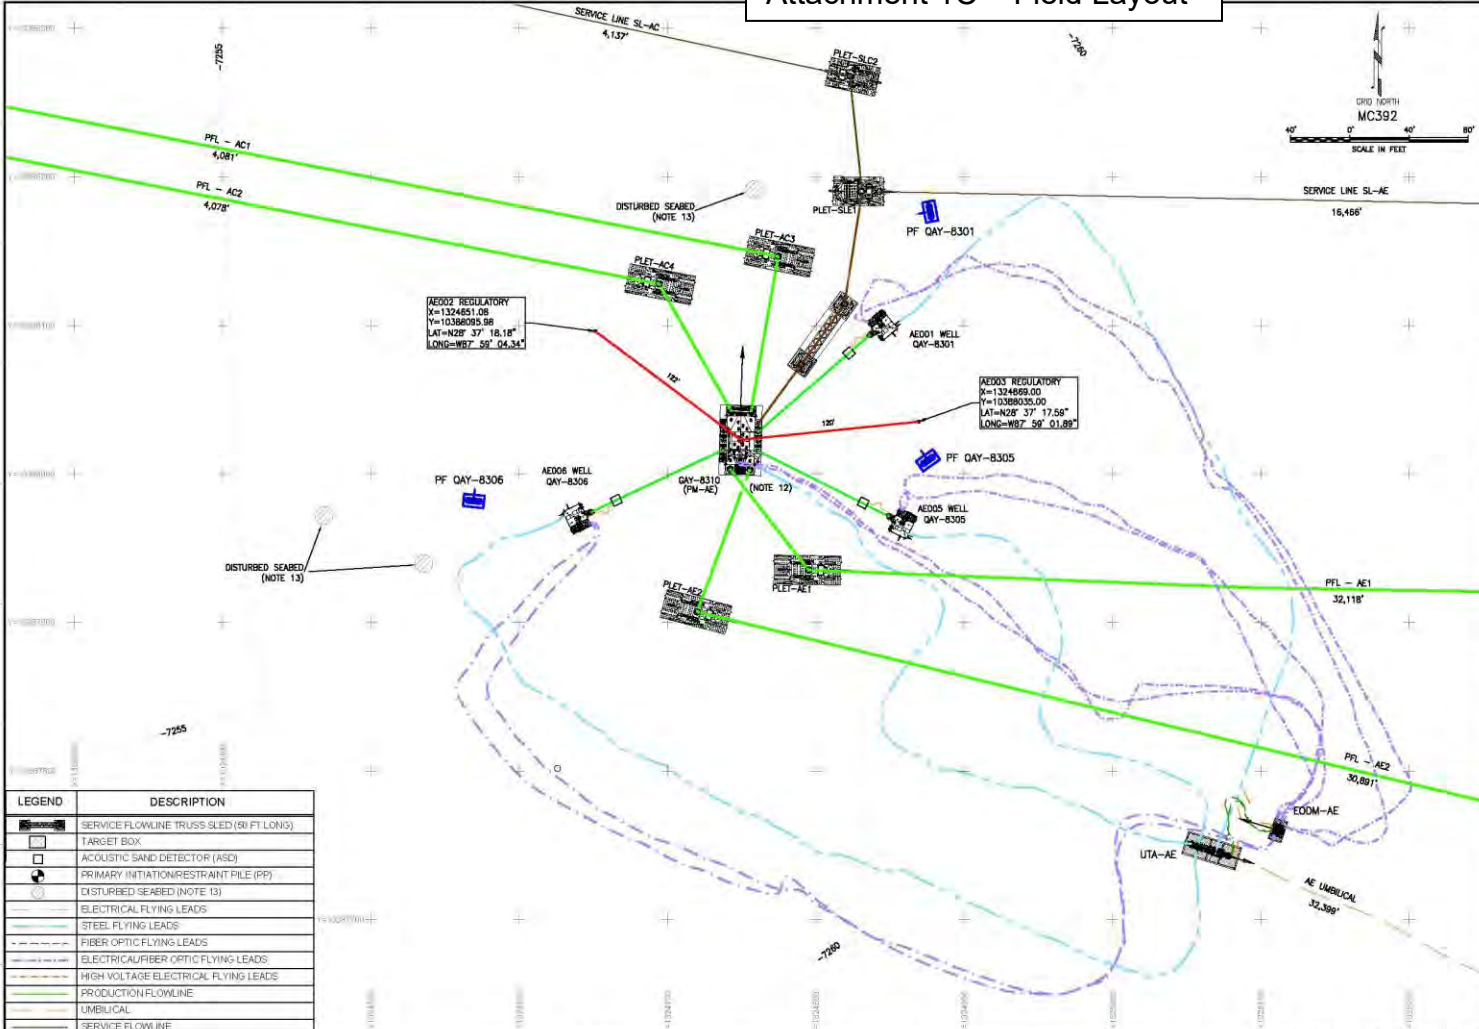 Attachment 1C – Field Layout
SERVICE LINE SL-AC
4,137'
-7255
-7260
PLET-SLC2
GRID NORTH
MC392
40'
0'
40'
80'
SCALE IN FEET
PFL - AC1
4,081'
PFL - AC2
4,078'
DISTURBED SEABED
(NOTE 13)
PLET-SLE1
SERVICE LINE SL-AE
PF QAY-8301
PLET-AC3
PLET-AC4
AE002 REGULATORY
X=1324651.08
Y=10388095.98
LAT=N28° 37' 18.18"
LONG=W87° 59' 04.34"
AE001 WELL
QAY-8301
122'
AE003 REGULATORY
X=1324869.00
Y=10388035.00
LAT=N28° 37' 17.59"
LONG=W87° 59' 01.89"
120'
PF QAY-8305
PF QAY-8306
AE006 WELL
QAY-8306
(PM-AE)
(NOTE 12)
AE005 WELL
QAY-8305
DISTURBED SEABED
(NOTE 13)
PLET-AE2
PLET-AE1
PFL - AE1
32,118'
-7255
PFL - AE2
30,891'
EODM-AE
UTA-AE
AE UMBILICAL
32,399'
-7260
LEGEND DESCRIPTION
SERVICE FLOWLINE TRUSS SLED (50 FT LONG)
TARGET BOX
ACOUSTIC SAND DETECTOR (ASD)
PRIMARY INITIATION/RESTRAINT PILE (PP)
DISTURBED SEABED (NOTE 13)
ELECTRICAL FLYING LEADS
STEEL FLYING LEADS
FIBER OPTIC FLYING LEADS
ELECTRICAL/FIBER OPTIC FLYING LEADS
HIGH VOLTAGE ELECTRICAL FLYING LEADS
PRODUCTION FLOWLINE
UMBILICAL
SERVICE FLOWLINE